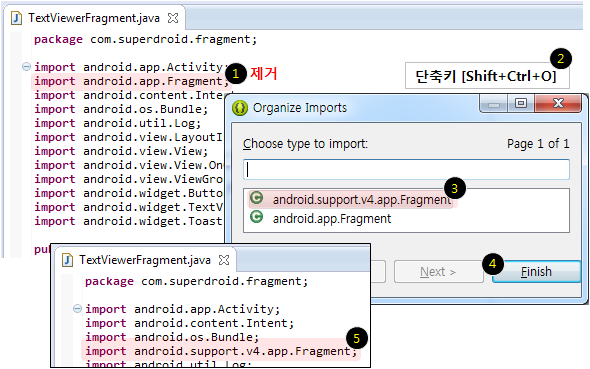 TextViewerFragment.java
package com.superdroid.fragment;
import android.app.Activity;
import android.app.Fragment; 1 제거
import android.content.Intent;
import android.os.Bundle;
import android.util.Log;
import android.view.LayoutI
import android.view.View;
import android.view.View.On
import android.view.ViewGro
import android.widget.Butto
import android.widget.TextV
import android.widget.Toast
pu
2
단축키 [Shift+Ctrl+O]
Organize Imports
Choose type to import: Page 1 of 1
3
android.support.v4.app.Fragment
android.app.Fragment
Next > 4 Finish
TextViewerFragment.java
package com.superdroid.fragment;
import android.app.Activity;
import android.content.Intent;
import android.os.Bundle;
import android.support.v4.app.Fragment; 5
import android.util.Log;